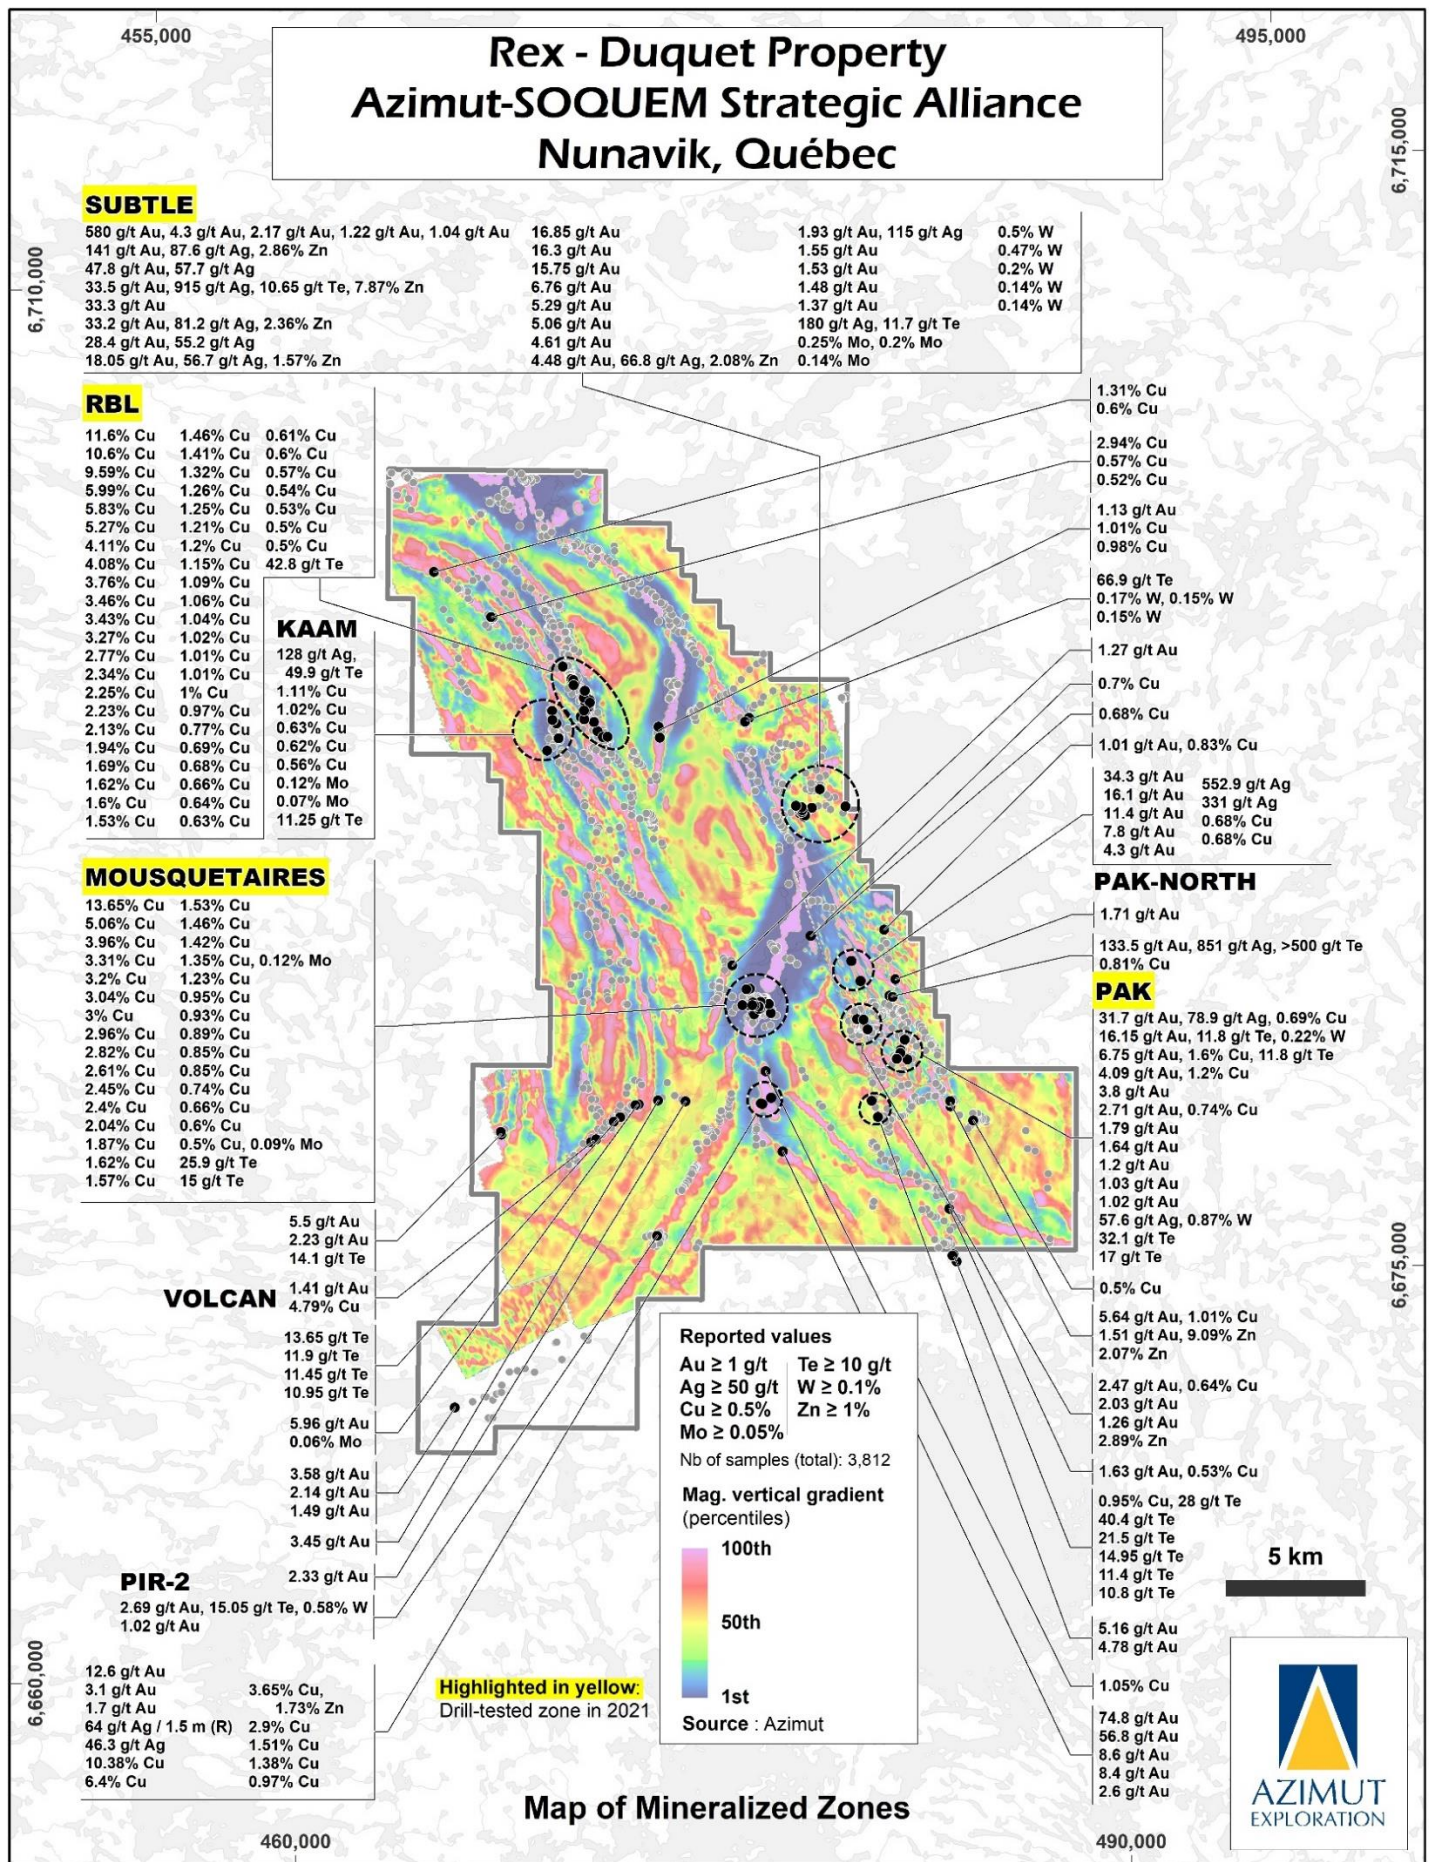 455,000
495,000
Rex - Duquet Property
Azimut-SOQUEM Strategic Alliance
Nunavik, Québec
6,715,000
6,710,000
SUBTLE
580 g/t Au, 4.3 g/t Au, 2.17 g/t Au, 1.22 g/t Au, 1.04 g/t Au
141 g/t Au, 87.6 g/t Ag, 2.86% Zn
47.8 g/t Au, 57.7 g/t Ag
33.5 g/t Au, 915 g/t Ag, 10.65 g/t Te, 7.87% Zn
33.3 g/t Au
33.2 g/t Au, 81.2 g/t Ag, 2.36% Zn
28.4 g/t Au, 55.2 g/t Ag
18.05 g/t Au, 56.7 g/t Ag, 1.57% Zn
16.85 g/t Au
16.3 g/t Au
15.75 g/t Au
6.76 g/t Au
5.29 g/t Au
5.06 g/t Au
4.61 g/t Au
4.48 g/t Au, 66.8 g/t Ag, 2.08% Zn
1.93 g/t Au, 115 g/t Ag
1.55 g/t Au
1.53 g/t Au
1.48 g/t Au
1.37 g/t Au
180 g/t Ag, 11.7 g/t Te
0.25% Mo, 0.2% Mo
0.14% Mo
0.5% W
0.47% W
0.2% W
0.14% W
0.14% W
RBL
11.6% Cu
10.6% Cu
9.59% Cu
5.99% Cu
5.83% Cu
5.27% Cu
4.11% Cu
4.08% Cu
3.76% Cu
3.46% Cu
3.43% Cu
3.27% Cu
2.77% Cu
2.34% Cu
2.25% Cu
2.23% Cu
2.13% Cu
1.94% Cu
1.69% Cu
1.62% Cu
1.6% Cu
1.53% Cu
1.46% Cu
1.41% Cu
1.32% Cu
1.26% Cu
1.25% Cu
1.21% Cu
1.2% Cu
1.15% Cu
1.09% Cu
1.06% Cu
1.04% Cu
1.02% Cu
1.01% Cu
1.01% Cu
1% Cu
0.97% Cu
0.77% Cu
0.69% Cu
0.68% Cu
0.66% Cu
0.64% Cu
0.63% Cu
0.61% Cu
0.6% Cu
0.57% Cu
0.54% Cu
0.53% Cu
0.5% Cu
0.5% Cu
42.8 g/t Te
KAAM
128 g/t Ag,
49.9 g/t Te
1.11% Cu
1.02% Cu
0.63% Cu
0.62% Cu
0.56% Cu
0.12% Mo
0.07% Mo
11.25 g/t Te
MOUSQUETAIRES
13.65% Cu
5.06% Cu
3.96% Cu
3.31% Cu
3.2% Cu
3.04% Cu
3% Cu
2.96% Cu
2.82% Cu
2.61% Cu
2.45% Cu
2.4% Cu
2.04% Cu
1.87% Cu
1.62% Cu
1.57% Cu
1.53% Cu
1.46% Cu
1.42% Cu
1.35% Cu, 0.12% Mo
1.23% Cu
0.95% Cu
0.93% Cu
0.89% Cu
0.85% Cu
0.85% Cu
0.74% Cu
0.66% Cu
0.6% Cu
0.5% Cu, 0.09% Mo
25.9 g/t Te
15 g/t Te
5.5 g/t Au
2.23 g/t Au
14.1 g/t Te
VOLCAN
1.41 g/t Au
4.79% Cu
13.65 g/t Te
11.9 g/t Te
11.45 g/t Te
10.95 g/t Te
5.96 g/t Au
0.06% Mo
3.58 g/t Au
2.14 g/t Au
1.49 g/t Au
3.45 g/t Au
2.33 g/t Au
PIR-2
2.69 g/t Au, 15.05 g/t Te, 0.58% W
1.02 g/t Au
12.6 g/t Au
3.1 g/t Au
1.7 g/t Au
64 g/t Ag / 1.5 m (R)
46.3 g/t Ag
10.38% Cu
6.4% Cu
3.65% Cu,
1.73% Zn
2.9% Cu
1.51% Cu
1.38% Cu
0.97% Cu
1.31% Cu
0.6% Cu
2.94% Cu
0.57% Cu
0.52% Cu
1.13 g/t Au
1.01% Cu
0.98% Cu
66.9 g/t Te
0.17% W, 0.15% W
0.15% W
1.27 g/t Au
0.7% Cu
0.68% Cu
1.01 g/t Au, 0.83% Cu
34.3 g/t Au
16.1 g/t Au
11.4 g/t Au
7.8 g/t Au
4.3 g/t Au
552.9 g/t Ag
331 g/t Ag
0.68% Cu
0.68% Cu
PAK-NORTH
1.71 g/t Au
133.5 g/t Au, 851 g/t Ag, >500 g/t Te
0.81% Cu
PAK
31.7 g/t Au, 78.9 g/t Ag, 0.69% Cu
16.15 g/t Au, 11.8 g/t Te, 0.22% W
6.75 g/t Au, 1.6% Cu, 11.8 g/t Te
4.09 g/t Au, 1.2% Cu
3.8 g/t Au
2.71 g/t Au, 0.74% Cu
1.79 g/t Au
1.64 g/t Au
1.2 g/t Au
1.03 g/t Au
1.02 g/t Au
57.6 g/t Ag, 0.87% W
32.1 g/t Te
17 g/t Te
0.5% Cu
5.64 g/t Au, 1.01% Cu
1.51 g/t Au, 9.09% Zn
2.07% Zn
2.47 g/t Au, 0.64% Cu
2.03 g/t Au
1.26 g/t Au
2.89% Zn
1.63 g/t Au, 0.53% Cu
0.95% Cu, 28 g/t Te
40.4 g/t Te
21.5 g/t Te
14.95 g/t Te
11.4 g/t Te
10.8 g/t Te
5.16 g/t Au
4.78 g/t Au
1.05% Cu
74.8 g/t Au
56.8 g/t Au
8.6 g/t Au
8.4 g/t Au
2.6 g/t Au
6,675,000
6,660,000
Reported values
Au ≥ 1 g/t
Ag ≥ 50 g/t
Cu ≥ 0.5%
Mo ≥ 0.05%
Te ≥ 10 g/t
W ≥ 0.1%
Zn ≥ 1%
Nb of samples (total): 3,812
Mag. vertical gradient
(percentiles)
100th
50th
1st
Source : Azimut
Highlighted in yellow:
Drill-tested zone in 2021
5 km
AZIMUT
EXPLORATION
Map of Mineralized Zones
460,000
490,000